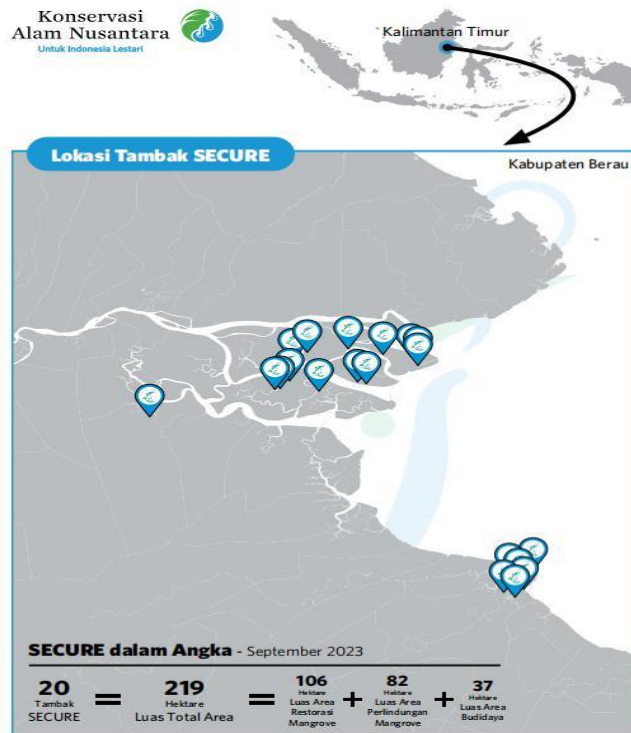 Konservasi
Alam Nusantara
Untuk Indonesia Lestari
Kalimantan Timur
Lokasi Tambak SECURE
Kabupaten Berau
SECURE dalam Angka - September 2023
20
Tambak
SECURE
=
219
Hektare
Luas Total Area
=
106
Hektare
Luas Area
Restorasi
Mangrove
+
82
Hektare
Luas Area
Perlindungan
Mangrove
+
37
Hektare
Luas Area
Budidaya